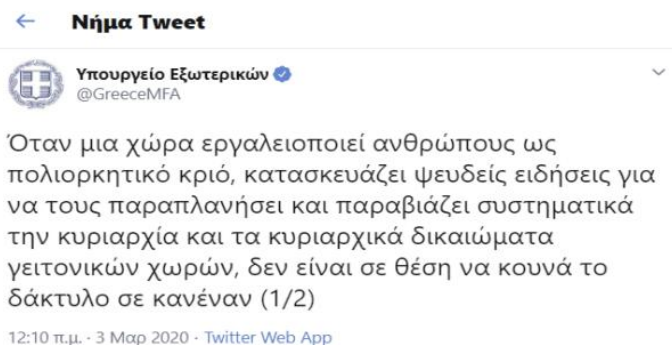 Νήμα Tweet
Υπουργείο Εξωτερικών
@GreeceMFA
Όταν μια χώρα εργαλειοποιεί ανθρώπους ως
πολιορκητικό κριό, κατασκευάζει ψευδείς ειδήσεις για
να τους παραπλανήσει και παραβιάζει συστηματικά
την κυριαρχία και τα κυριαρχικά δικαιώματα
γειτονικών χωρών, δεν είναι σε θέση να κουνά το
δάκτυλο σε κανέναν (1/2)
12:10 π.μ. · 3 Μαρ 2020 · Twitter Web App